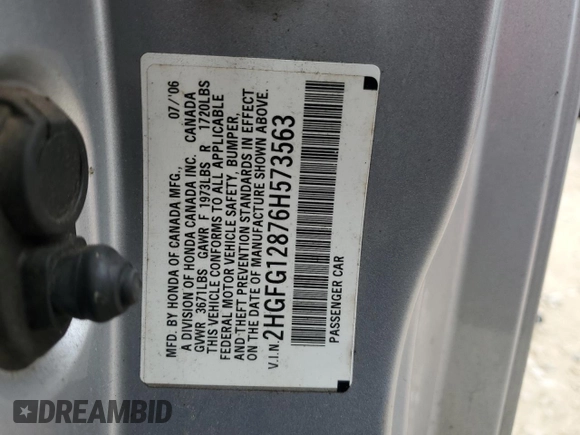 MFD. BY HONDA OF CANADA MFG., 07/'06
A DIVISION OF HONDA CANADA INC. CANADA
GVWR 3671LBS GAWR F 1973LBS R 1720LBS
THIS VEHICLE CONFORMS TO ALL APPLICABLE
FEDERAL MOTOR VEHICLE SAFETY, BUMPER,
AND THEFT PREVENTION STANDARDS IN EFFECT
ON THE DATE OF MANUFACTURE SHOWN ABOVE.
V.I.N. 2HGFG12876H573563
PASSENGER CAR
DREAMBID